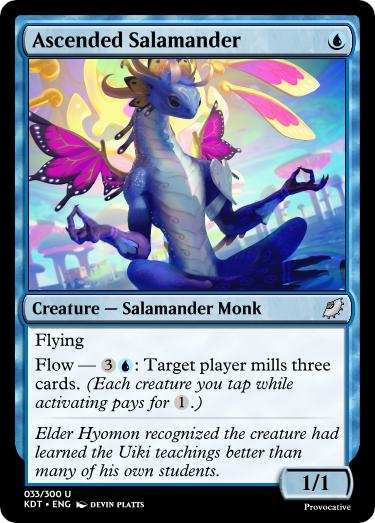 Ascended Salamander
Creature — Salamander Monk
Flying
Flow — 3: Target player mills three
cards. (Each creature you tap while
activating pays for 1.)
Elder Hyomon recognized the creature had
learned the Uiki teachings better than
many of his own students.
1/1
033/300 U
KDT • ENG DEVIN PLATTS
Provocative